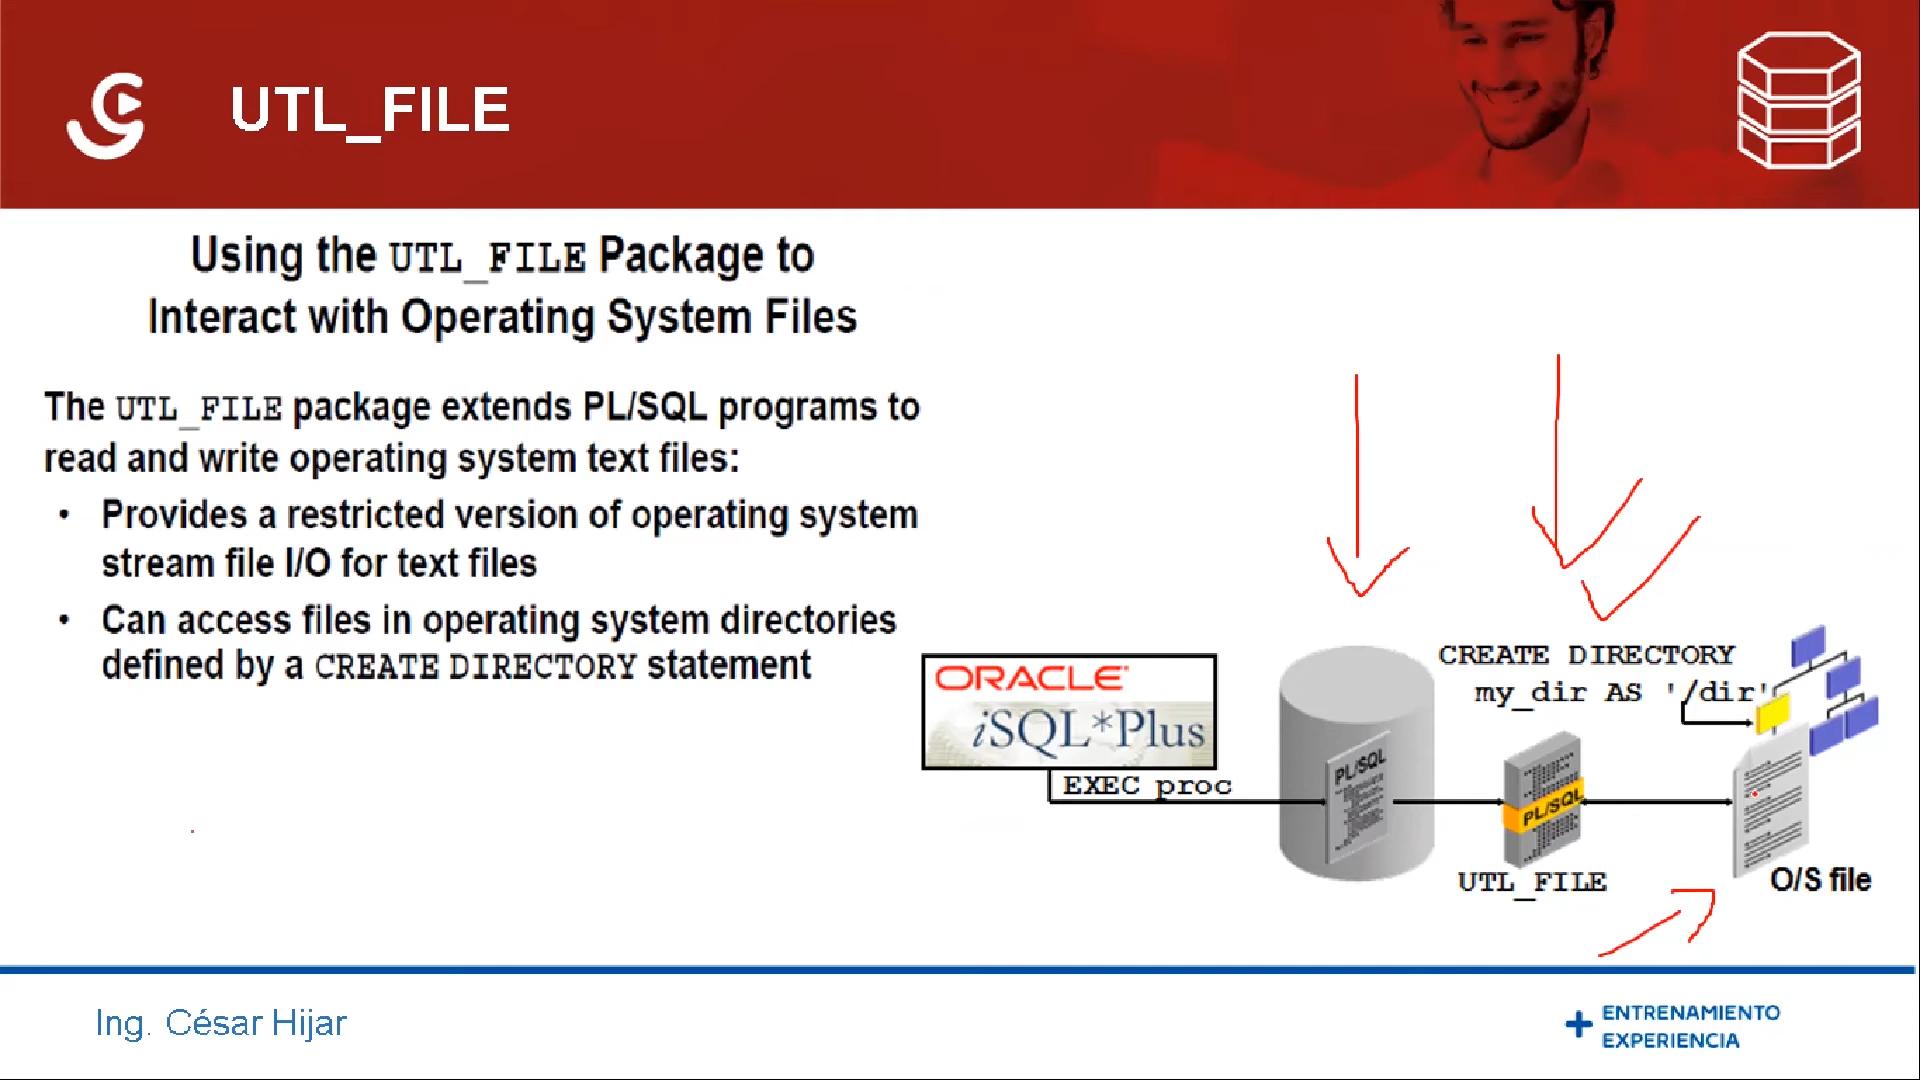 UTL_FILE
Using the UTL_FILE Package to
Interact with Operating System Files
The UTL_FILE package extends PL/SQL programs to
read and write operating system text files:
• Provides a restricted version of operating system
stream file I/O for text files
• Can access files in operating system directories
defined by a CREATE DIRECTORY statement
ORACLE
iSQL*Plus
EXEC proc
PL/SQL
CREATE DIRECTORY
my_dir AS '/dir'
PL/SQL
UTL_FILE
O/S file
Ing. César Hijar
+ ENTRENAMIENTO
EXPERIENCIA